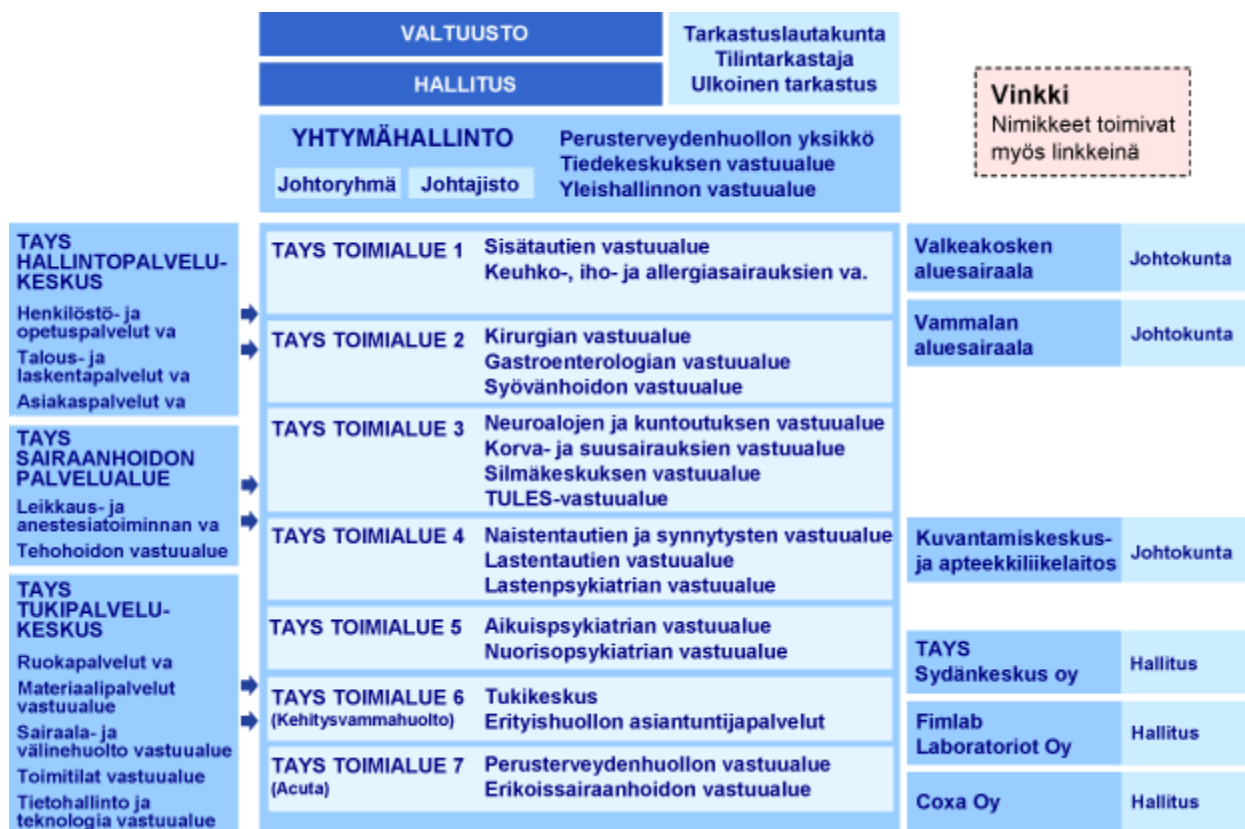 VALTUUSTO
HALLITUS
Tarkastuslautakunta
Tilintarkastaja
Ulkoinen tarkastus
Vinkki
Nimikkeet toimivat
myös linkkeinä
YHTYMÄHALLINTO
Johtoryhmä
Johtajisto
Perusterveydenhuollon yksikkö
Tiedekeskuksen vastuualue
Yleishallinnon vastuualue
TAYS
HALLINTOPALVELU-
KESKUS
Henkilöstö- ja
opetuspalvelut va
Talous- ja
laskentapalvelut va
Asiakaspalvelut va
TAYS
SAIRAANHOIDON
PALVELUALUE
Leikkaus- ja
anestesiatoiminnan va
Tehohoidon vastuualue
TAYS
TUKIPALVELU-
KESKUS
Ruokapalvelut va
Materiaalipalvelut
vastuualue
Sairaala- ja
välinehuolto vastuualue
Toimitilat vastuualue
Tietohallinto ja
teknologia vastuualue
TAYS TOIMIALUE 1
Sisätautien vastuualue
Keuhko-, iho- ja allergiasairauksien va.
TAYS TOIMIALUE 2
Kirurgian vastuualue
Gastroenterologian vastuualue
Syövänhoidon vastuualue
TAYS TOIMIALUE 3
Neuroalojen ja kuntoutuksen vastuualue
Korva- ja suusairauksien vastuualue
Silmäkeskuksen vastuualue
TULES-vastuualue
TAYS TOIMIALUE 4
Naistentautien ja synnytysten vastuualue
Lastentautien vastuualue
Lastenpsykiatrian vastuualue
TAYS TOIMIALUE 5
Aikuispsykiatrian vastuualue
Nuorisopsykiatrian vastuualue
TAYS TOIMIALUE 6
(Kehitysvammahuolto)
Tukikeskus
Erityishuollon asiantuntijapalvelut
TAYS TOIMIALUE 7
(Acuta)
Perusterveydenhuollon vastuualue
Erikoissairaanhoidon vastuualue
Valkeakosken
aluesairaala
Johtokunta
Vammalan
aluesairaala
Johtokunta
Kuvantamiskeskus-
ja apteekkiliikelaitos
Johtokunta
TAYS
Sydänkeskus oy
Hallitus
Fimlab
Laboratoriot Oy
Hallitus
Coxa Oy
Hallitus